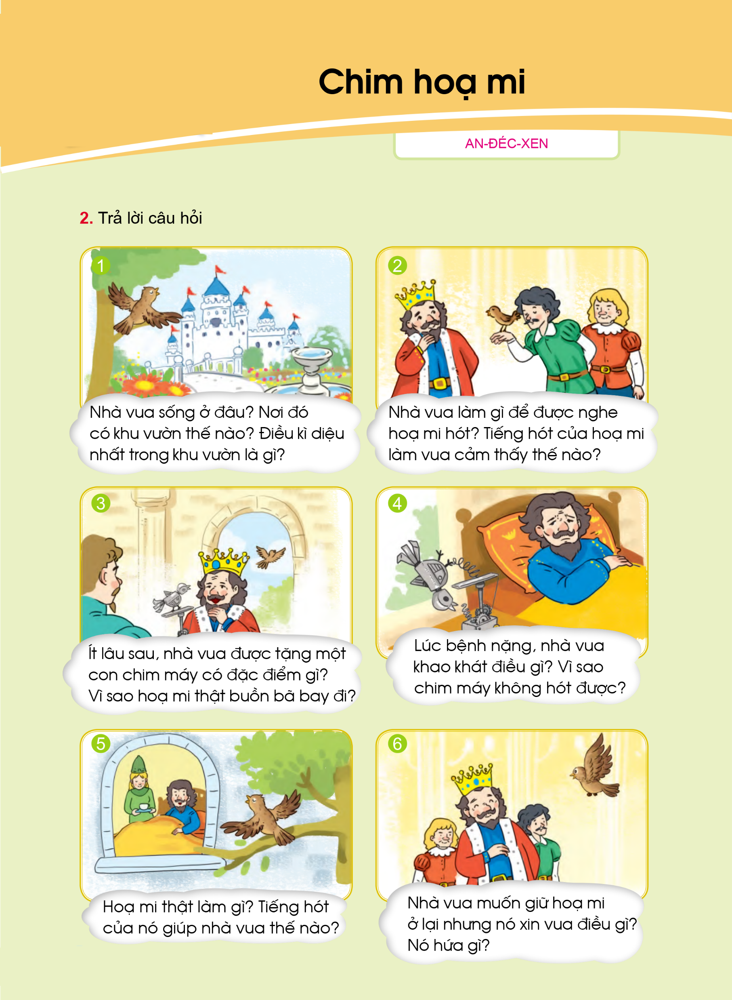 Chim hoạ mi
AN-ĐÉC-XEN
2. Trả lời câu hỏi
1
Nhà vua sống ở đâu? Nơi đó
có khu vườn thế nào? Điều kì diệu
nhất trong khu vườn là gì?
2
Nhà vua làm gì để được nghe
hoạ mi hót? Tiếng hót của hoạ mi
làm vua cảm thấy thế nào?
3
Ít lâu sau, nhà vua được tặng một
con chim máy có đặc điểm gì?
Vì sao hoạ mi thật buồn bã bay đi?
4
Lúc bệnh nặng, nhà vua
khao khát điều gì? Vì sao
chim máy không hót được?
5
Hoạ mi thật làm gì? Tiếng hót
của nó giúp nhà vua thế nào?
6
Nhà vua muốn giữ hoạ mi
ở lại nhưng nó xin vua điều gì?
Nó hứa gì?